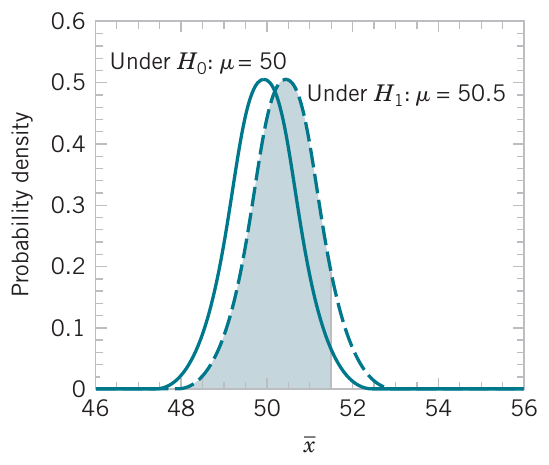 0.6
Under H₀: μ = 50
0.5
Under H₁: μ = 50.5
0.4
Probability density
0.3
0.2
0.1
0
46 48 50 52 54 56
x̄